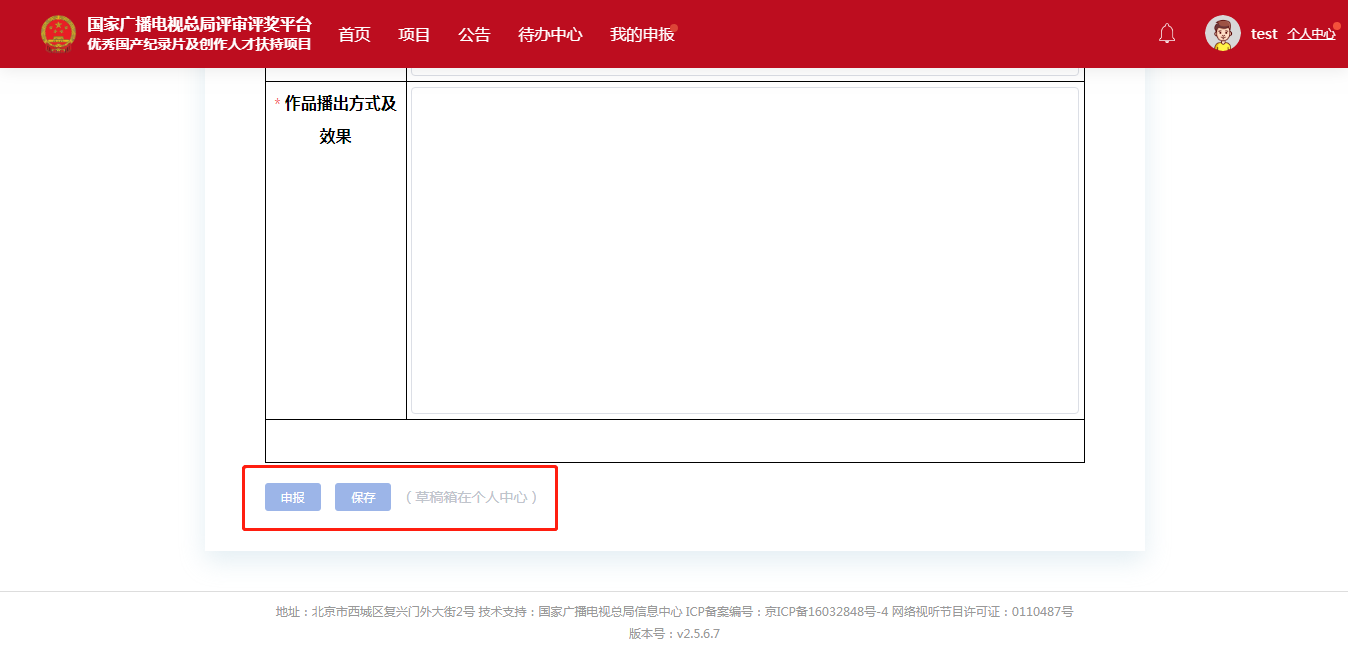 国家广播电视总局评审评奖平台
优秀国产纪录片及创作人才扶持项目
首页 项目 公告 待办中心 我的申报
test 个人中心
* 作品播出方式及
效果
申报 保存 ( 草稿箱在个人中心 )
地址：北京市西城区复兴门外大街2号 技术支持：国家广播电视总局信息中心 ICP备案编号：京ICP备16032848号-4 网络视听节目许可证：0110487号
版本号：v2.5.6.7